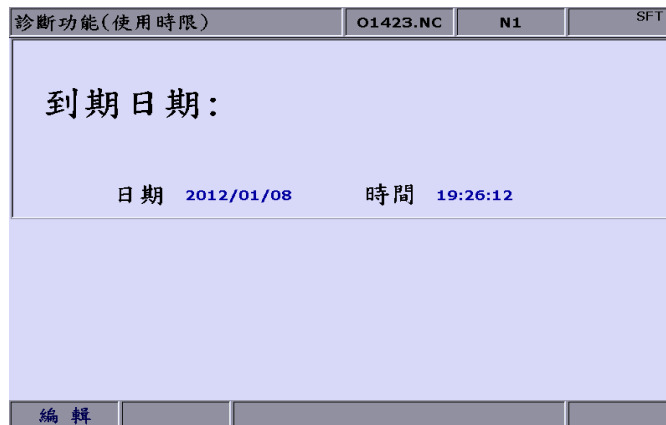 診斷功能(使用時限) O1423.NC N1 SFT
到期日期:
日期 2012/01/08 時間 19:26:12
編輯